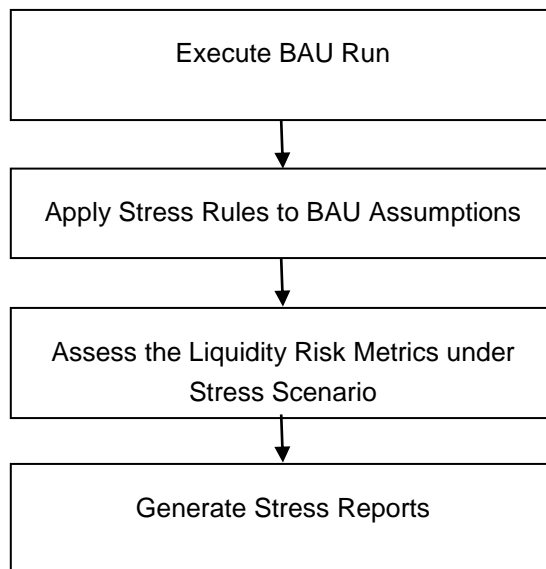 Execute BAU Run
Apply Stress Rules to BAU Assumptions
Assess the Liquidity Risk Metrics under
Stress Scenario
Generate Stress Reports